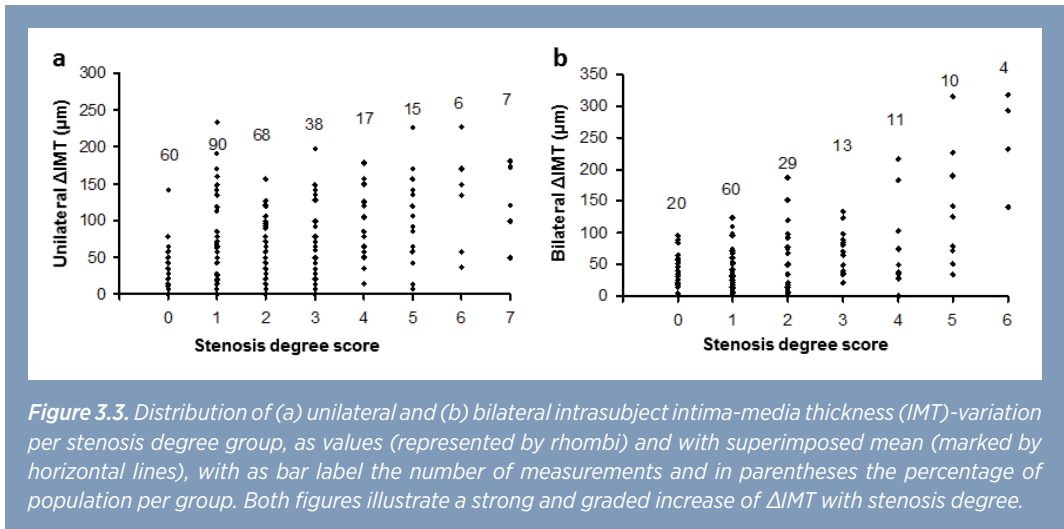 a
300
250
200
150
100
50
0
Unilateral ΔIMT (µm)
60
90
68
38
17
15
6
7
0 1 2 3 4 5 6 7
Stenosis degree score
b
350
300
250
200
150
100
50
0
Bilateral ΔIMT (µm)
20
60
29
13
11
10
4
0 1 2 3 4 5 6
Stenosis degree score
Figure 3.3. Distribution of (a) unilateral and (b) bilateral intrasubject intima-media thickness (IMT)-variation
per stenosis degree group, as values (represented by rhombi) and with superimposed mean (marked by
horizontal lines), with as bar label the number of measurements and in parentheses the percentage of
population per group. Both figures illustrate a strong and graded increase of ΔIMT with stenosis degree.